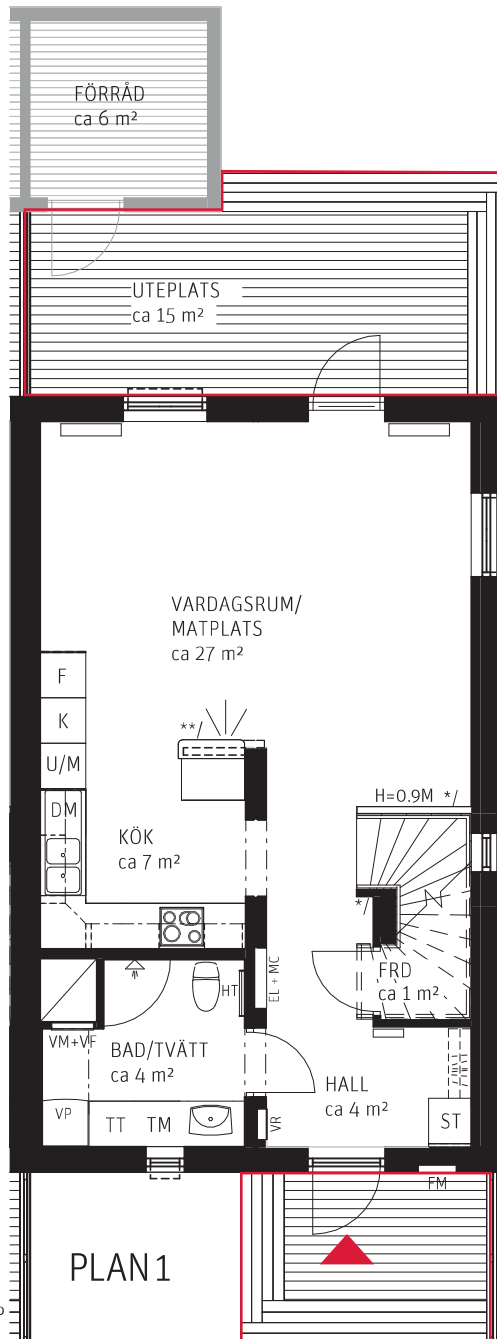 FÖRRÅD
ca 6 m²
UTEPLATS
ca 15 m²
VARDAGSRUM/
MATPLATS
ca 27 m²
F
K
**/
U/M
DM
H=0.9M */
KÖK
ca 7 m²
*/
EL + MC
FRD
ca 1 m²
HT
VM+VF
BAD/TVÄTT
ca 4 m²
HALL
ca 4 m²
VP
TT
TM
VR
ST
FM
PLAN 1